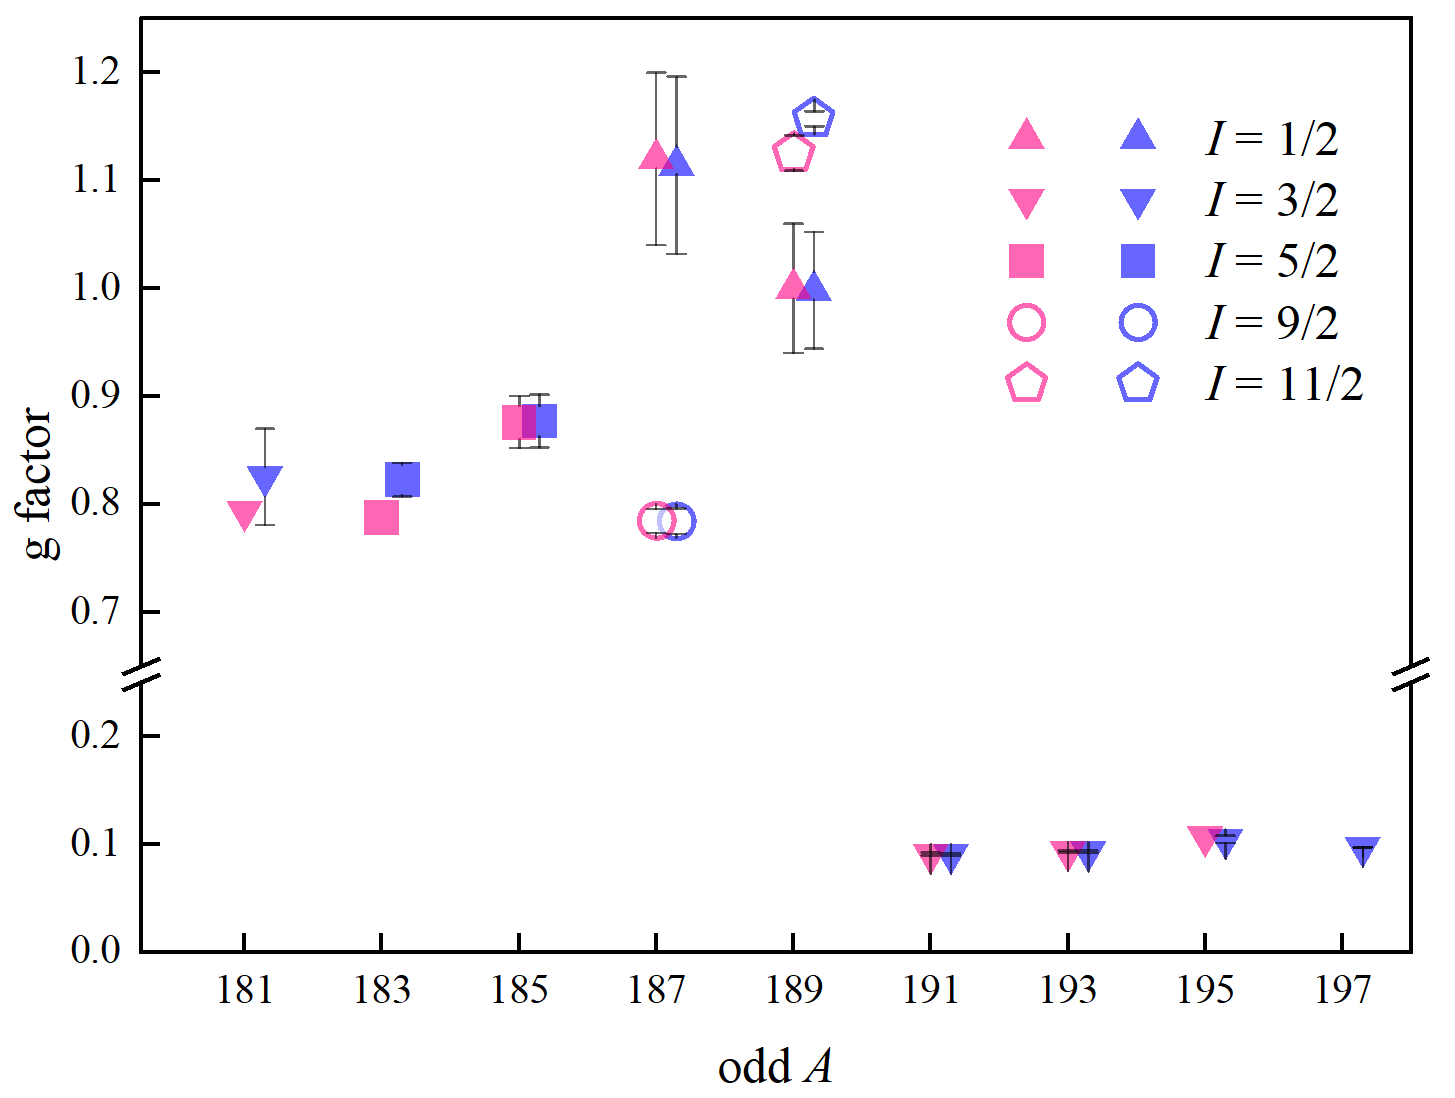 1.2
1.1
1.0
0.9
0.8
0.7
0.2
0.1
0.0
g factor
I = 1/2
I = 3/2
I = 5/2
I = 9/2
I = 11/2
181 183 185 187 189 191 193 195 197
odd A